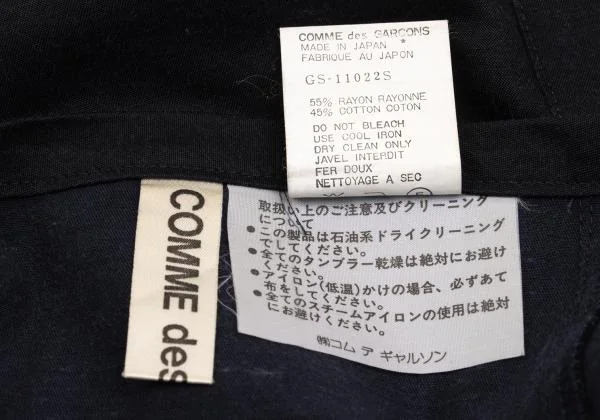 COMME des GARCONS
MADE IN JAPAN *
FABRIQUE AU JAPON
GS-11022S
55% RAYON RAYONNE
45% COTTON COTON
DO NOT BLEACH
USE COOL IRON
DRY CLEAN ONLY
JAVEL INTERDIT
FER DOUX
NETTOYAGE A SEC
COMME des
取扱い上のご注意及びクリーニング
について
●この製品は石油系ドライクリーニング
でしてください。
●全てのタンブラー乾燥は絶対にお避け
ください。
●アイロン(低温)かけの場合、必ずあて
布をしてください。
●全てのスチームアイロンの使用は絶対
にお避けください。
㈱コム デ ギャルソン